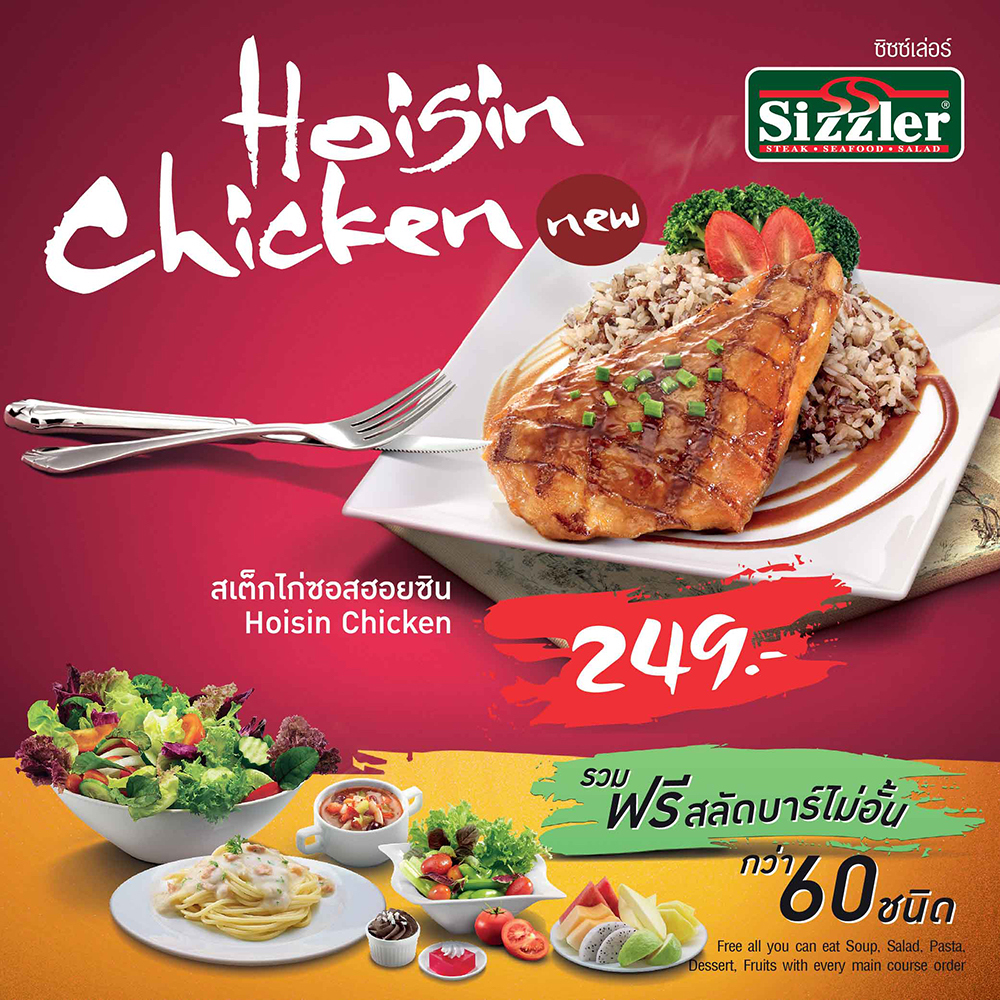 ซิซซ์เล่อร์
Sizzler®
STEAK • SEAFOOD • SALAD
Hoisin
Chicken
new
สเต็กไก่ซอสฮอยซิน
Hoisin Chicken
249.-
รวม
ฟรีสลัดบาร์ไม่อั้น
กว่า 60 ชนิด
Free all you can eat Soup, Salad, Pasta,
Dessert, Fruits with every main course order